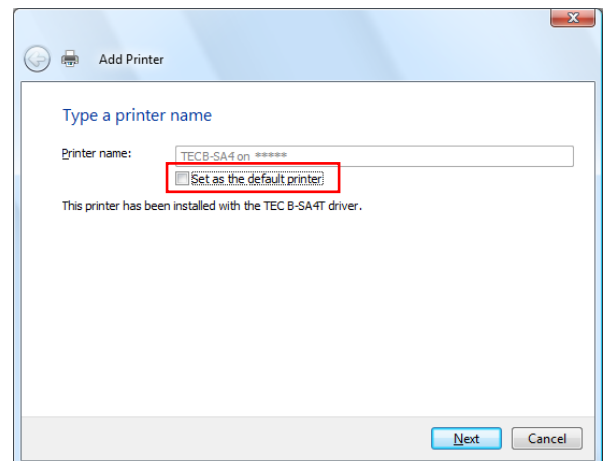 Add Printer
Type a printer name
Printer name:
TECB-SA4 on *****
Set as the default printer
This printer has been installed with the TEC B-SA4T driver.
Next
Cancel